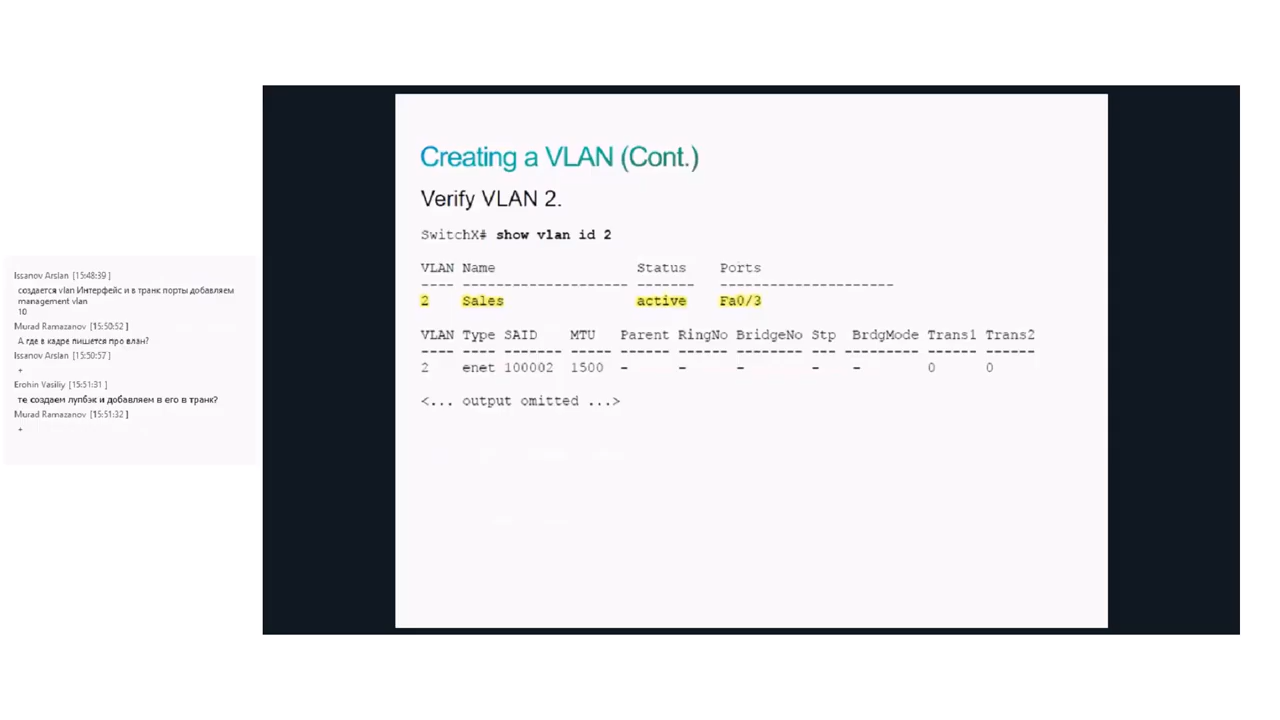 Issanov Arslan [15:48:39 ]
создается vlan Интерфейс и в транк порты добавляем
management vlan
10
Murad Ramazanov [15:50:52 ]
А где в кадре пишется про влан?
Issanov Arslan [15:50:57 ]
+
Erohin Vasiliy [15:51:31 ]
те создаем лупбэк и добавляем в его в транк?
Murad Ramazanov [15:51:32 ]
+
Creating a VLAN (Cont.)
Verify VLAN 2.
SwitchX# show vlan id 2
VLAN Name Status Ports
---- -------------------- ------- ---------------------
2 Sales active Fa0/3
VLAN Type SAID MTU Parent RingNo BridgeNo Stp BrdgMode Trans1 Trans2
---- ---- ------- ----- ------ ------ -------- --- --------- ------ ------
2 enet 100002 1500 - - - - - 0 0
<... output omitted ...>